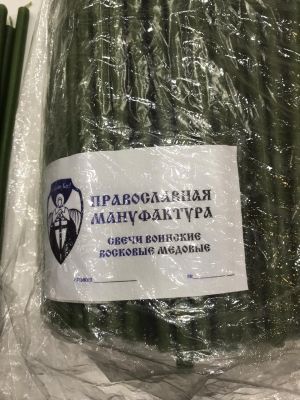 ПРАВОСЛАВНАЯ
МАНУФАКТУРА
СВЕЧИ ВОИНСКИЕ
ВОСКОВЫЕ МЕДОВЫЕ